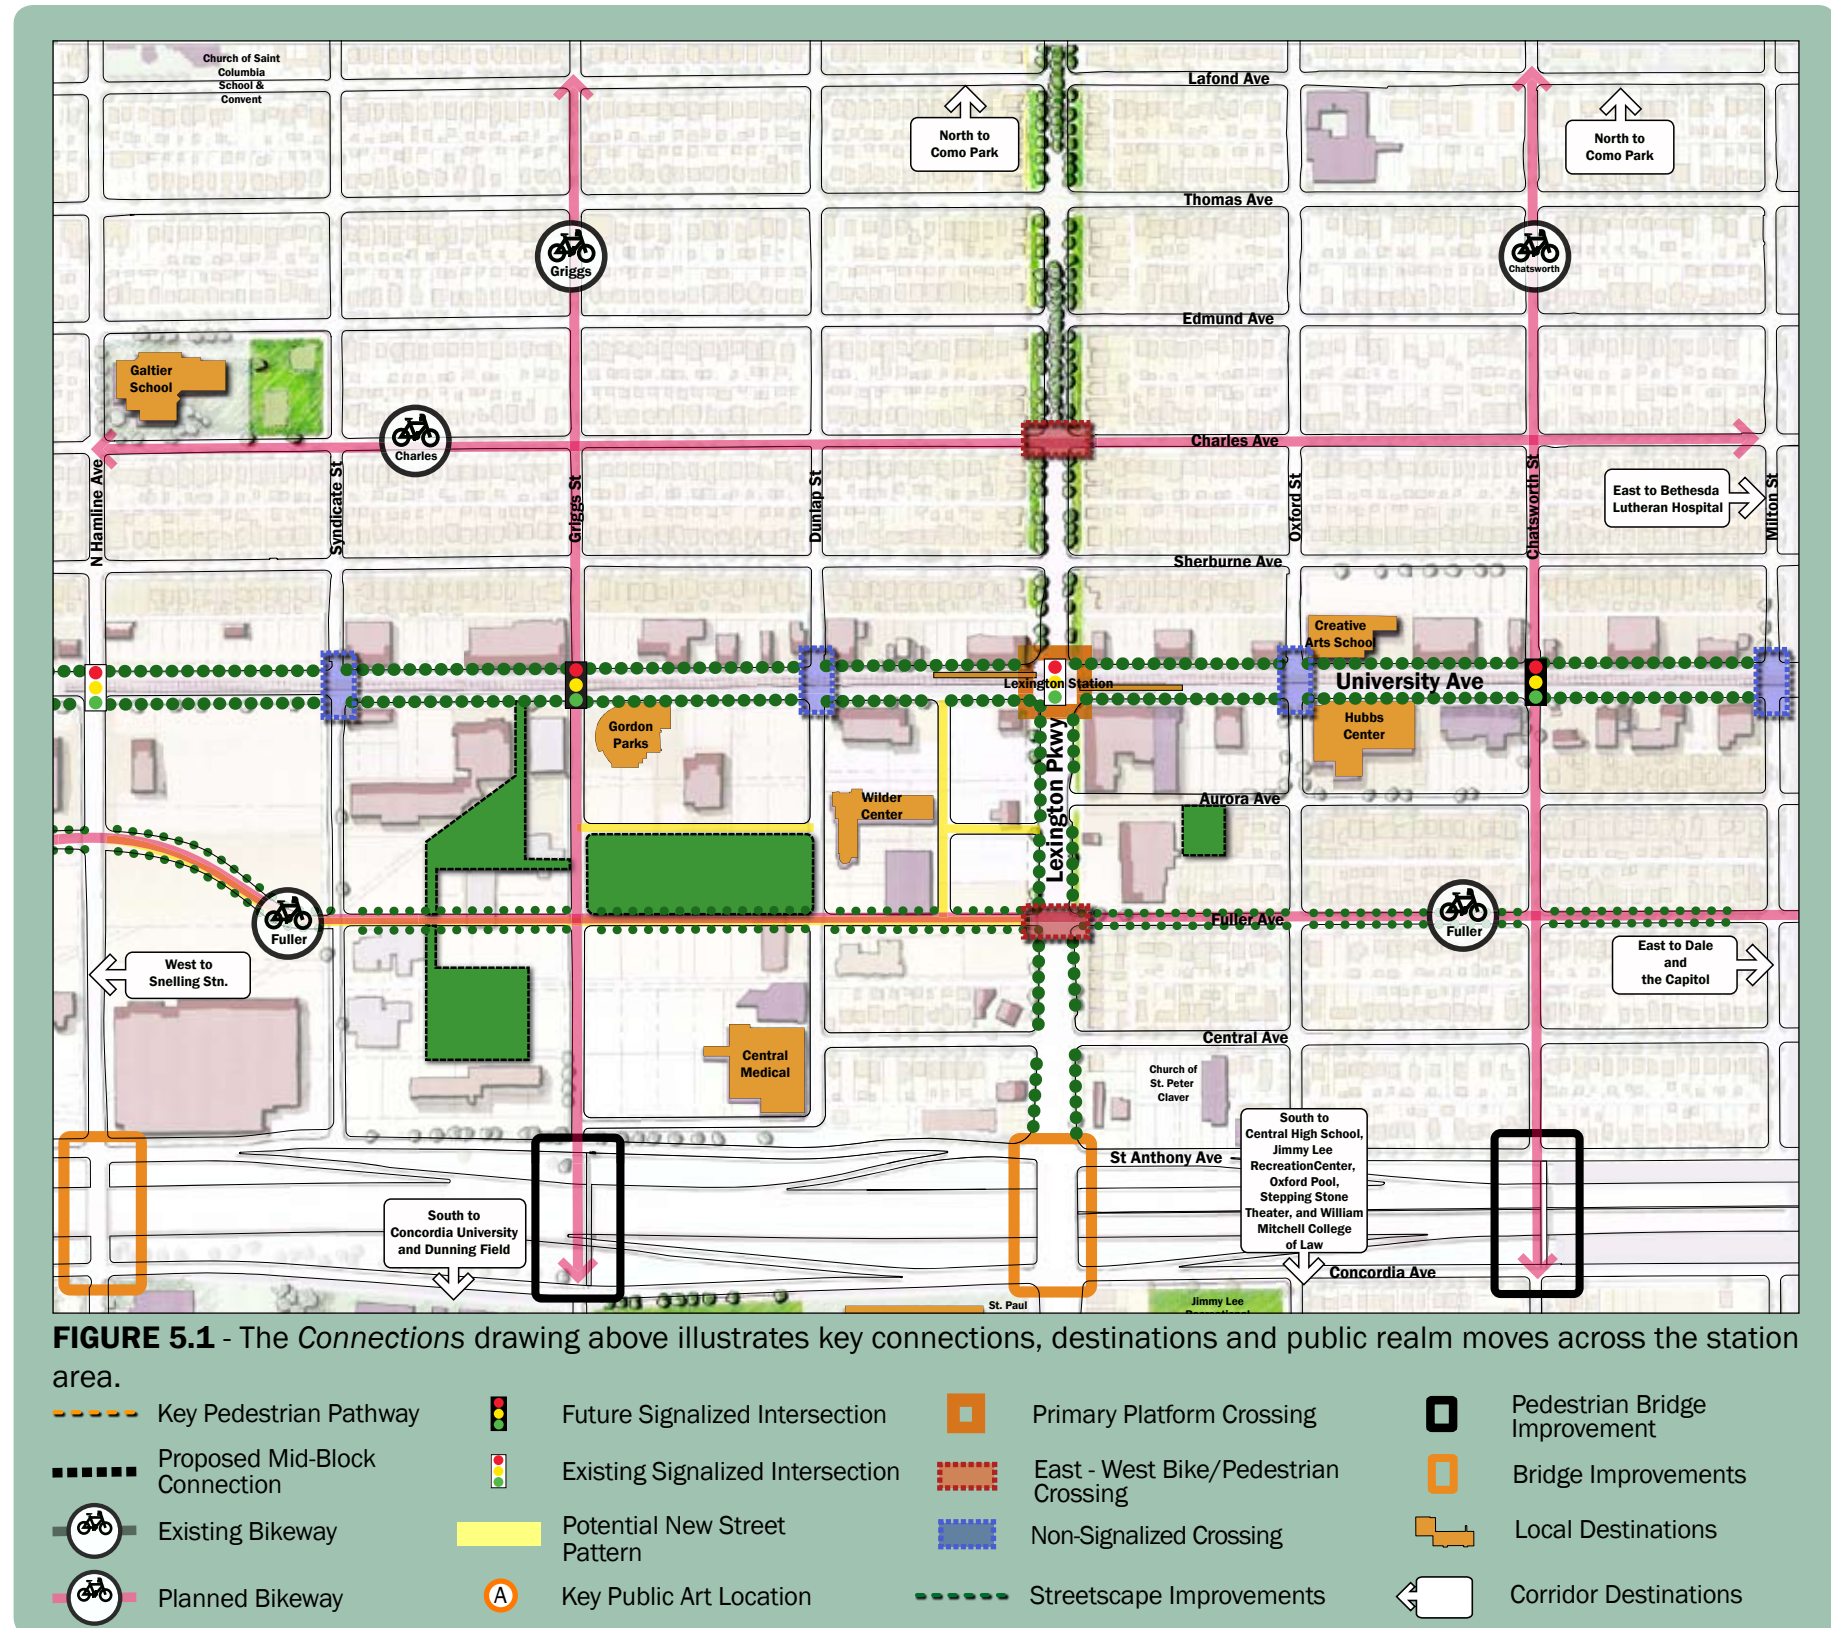 Church of Saint
Columbia
School &
Convent
Lafond Ave
North to
Como Park
North to
Como Park
Thomas Ave
Griggs
Chatsworth
Edmund Ave
Galtier
School
Charles
Charles Ave
N Hamline Ave
Syndicate St
Griggs St
Dunlap St
Oxford St
Chatsworth St
Milton St
East to Bethesda
Lutheran Hospital
Sherburne Ave
Creative
Arts School
Lexington Station
University Ave
Gordon
Parks
Hubbs
Center
Lexington Pkwy
Wilder
Center
Aurora Ave
Fuller
Fuller Ave
Fuller
West to
Snelling Stn.
East to Dale
and
the Capitol
Central Ave
Central
Medical
Church of
St. Peter
Claver
South to
Central High School,
Jimmy Lee
RecreationCenter,
Oxford Pool,
Stepping Stone
Theater, and William
Mitchell College
of Law
St Anthony Ave
South to
Concordia University
and Dunning Field
Concordia Ave
St. Paul
Jimmy Lee
Recreational
FIGURE 5.1 - The Connections drawing above illustrates key connections, destinations and public realm moves across the station
area.
Key Pedestrian Pathway
Proposed Mid-Block
Connection
Existing Bikeway
Planned Bikeway
Future Signalized Intersection
Existing Signalized Intersection
Potential New Street
Pattern
A
Key Public Art Location
Primary Platform Crossing
East - West Bike/Pedestrian
Crossing
Non-Signalized Crossing
Streetscape Improvements
Pedestrian Bridge
Improvement
Bridge Improvements
Local Destinations
Corridor Destinations